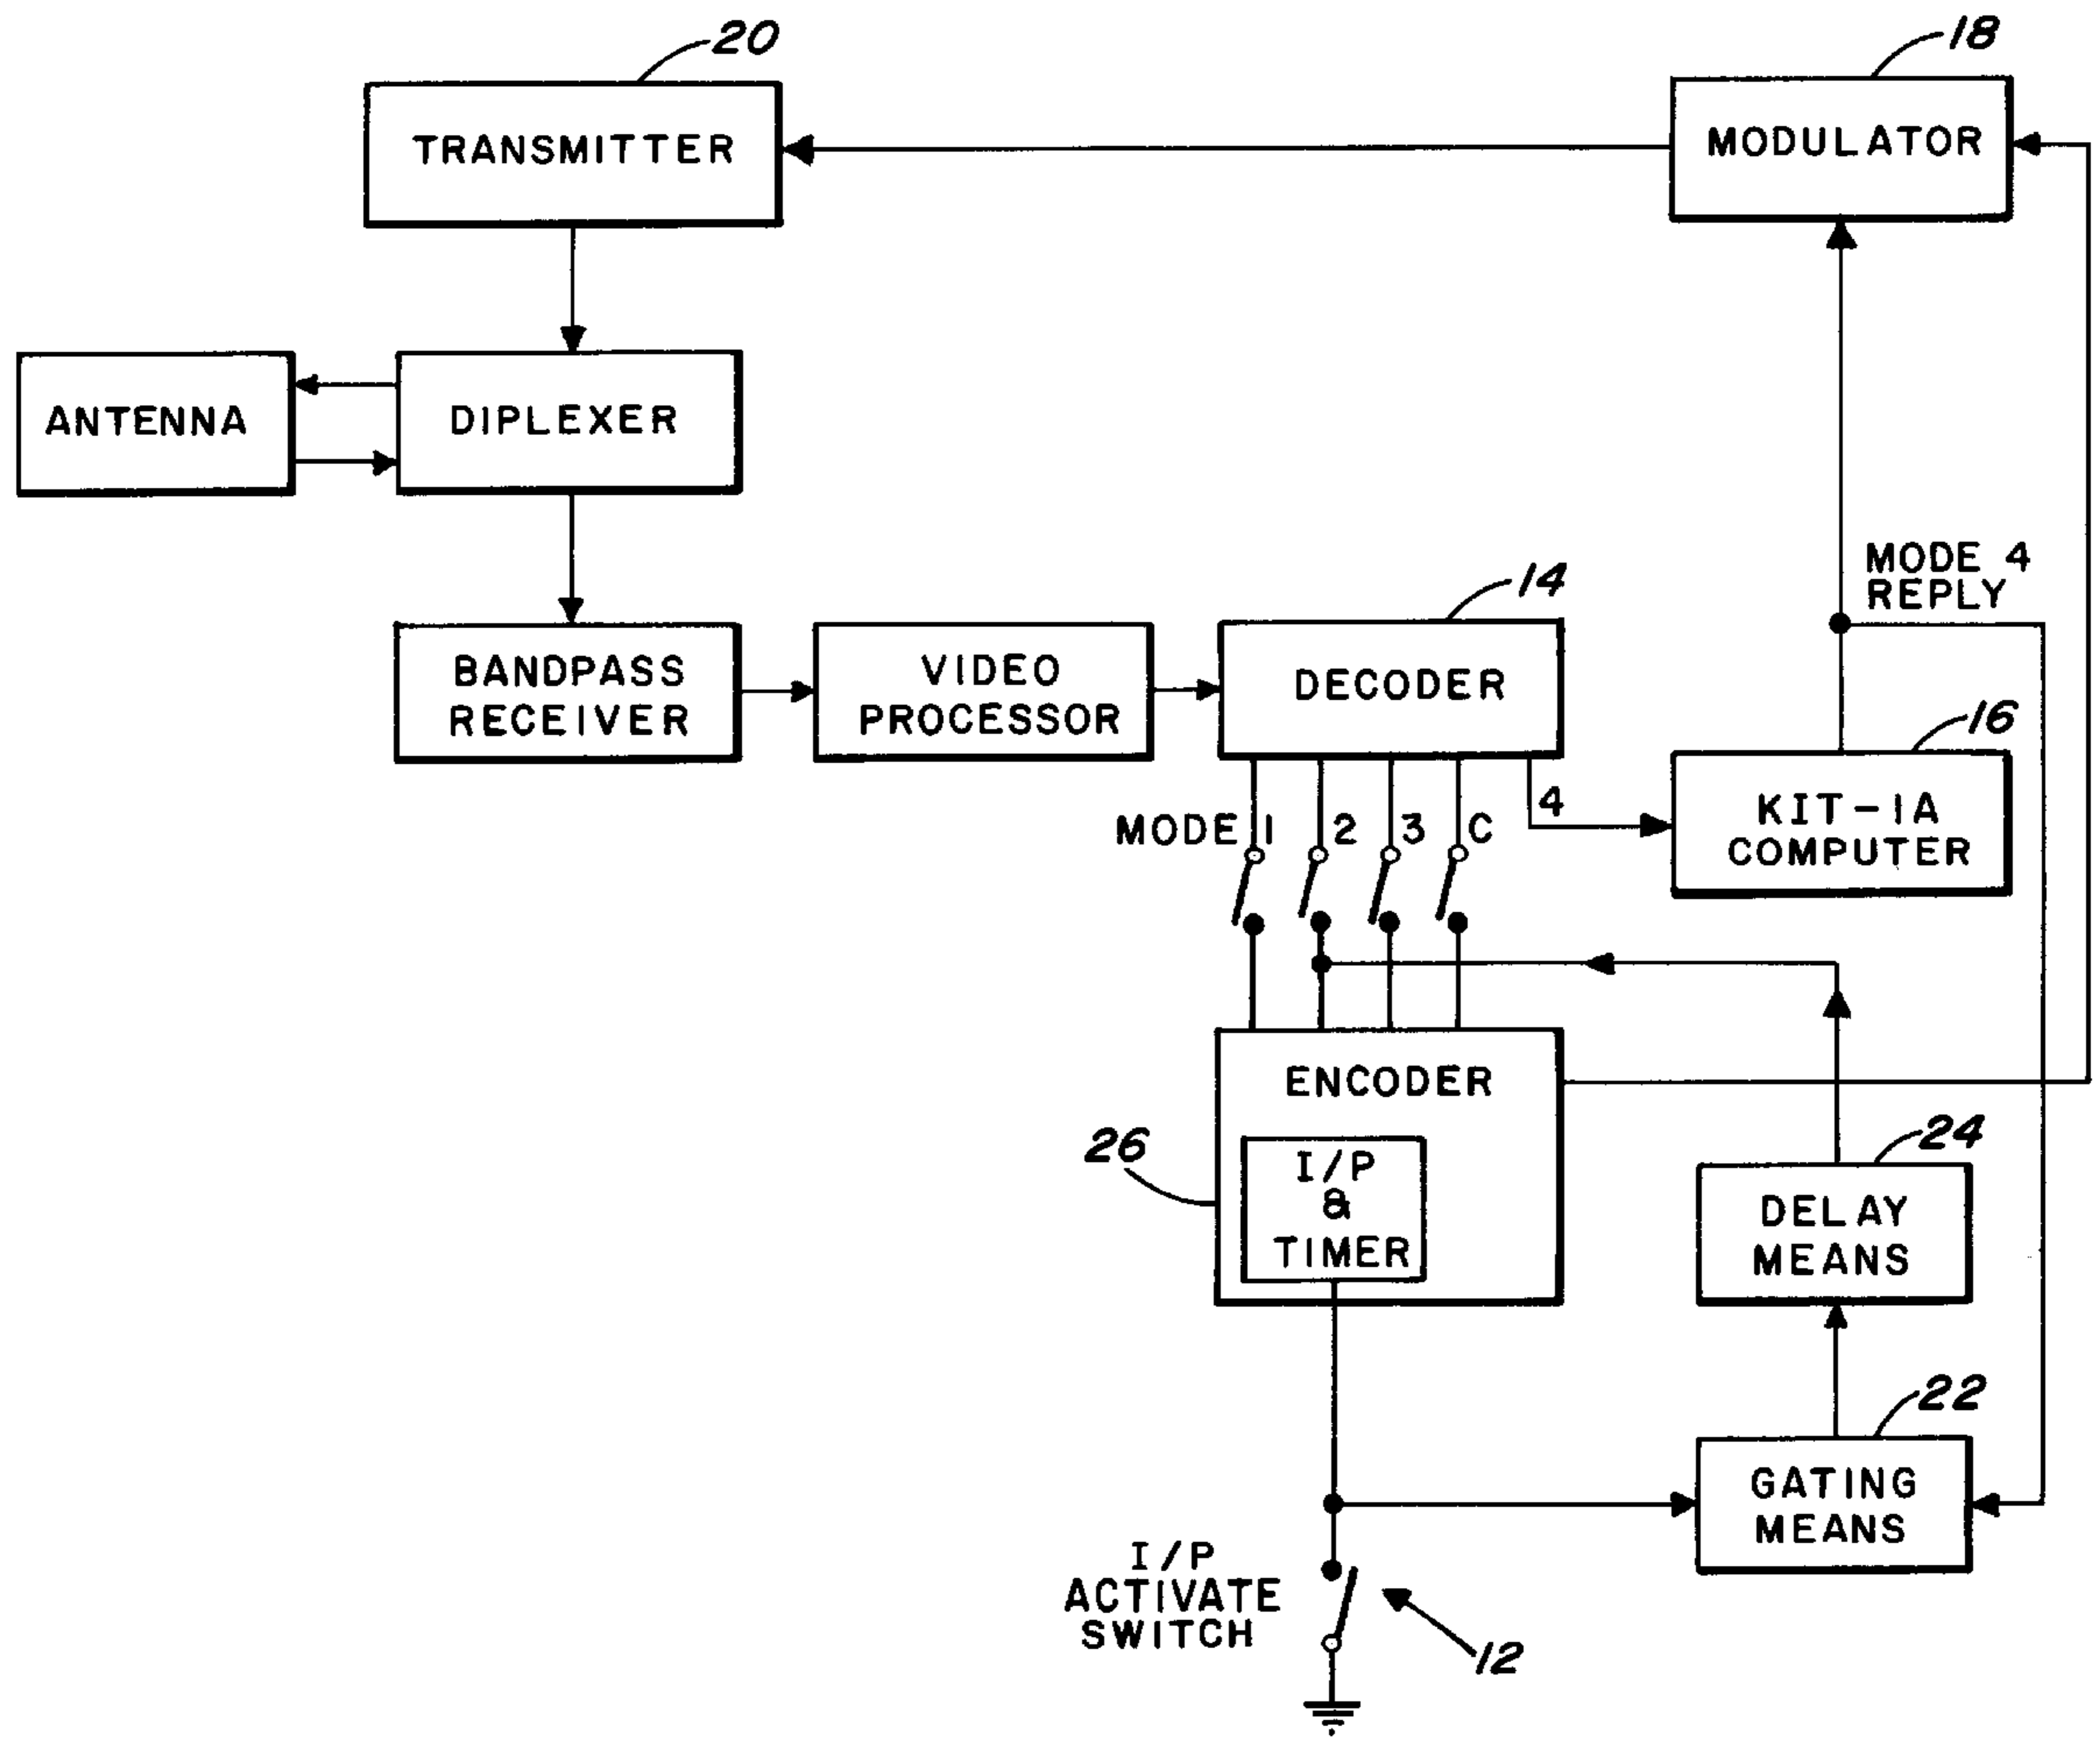 20
18
TRANSMITTER
MODULATOR
ANTENNA
DIPLEXER
MODE 4
REPLY
14
BANDPASS
RECEIVER
VIDEO
PROCESSOR
DECODER
16
MODE 1
2
3
C
4
KIT-1A
COMPUTER
ENCODER
26
I/P
&
TIMER
24
DELAY
MEANS
22
GATING
MEANS
I/P
ACTIVATE
SWITCH
12